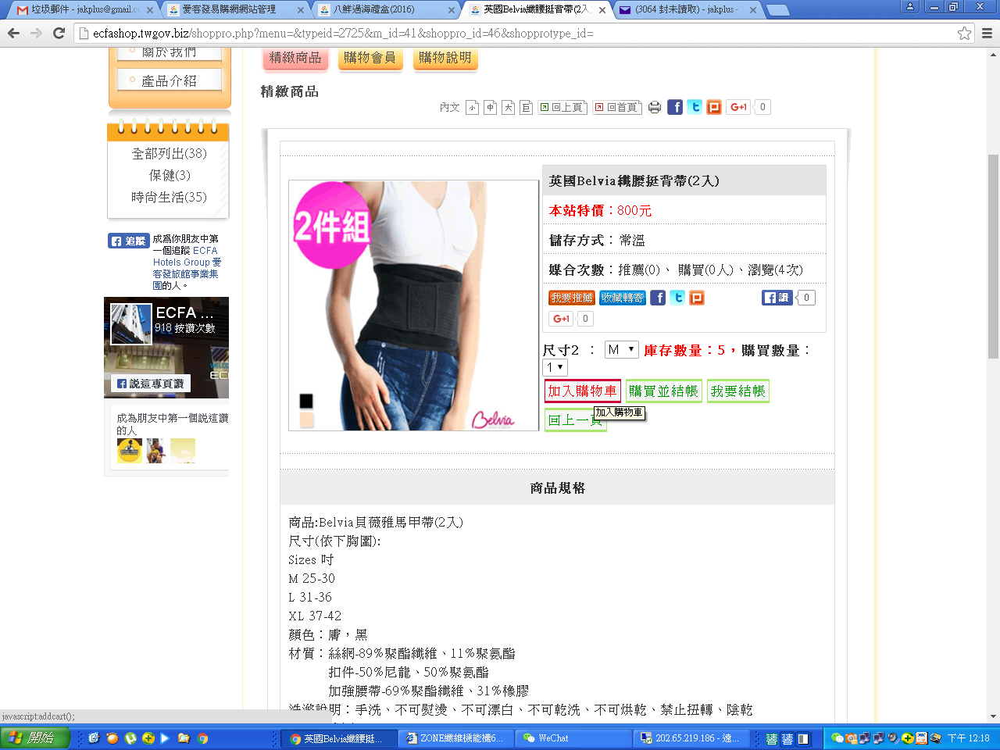 垃圾郵件 - jakplus@gmail.co
愛客發易購網網站管理
八鮮過海禮盒(2016)
英國Belvia纖腰挺背帶(2入
(3064 封未讀取) - jakplus -
ecfashop.twgov.biz/shoppro.php?menu=&typeid=2725&m_id=41&shoppro_id=46&shopprotype_id=
關於我們
產品介紹
全部列出(38)
保健(3)
時尚生活(35)
追蹤
成為你朋友中第一個追蹤 ECFA Hotels Group 愛客發旅館事業集團的人。
ECFA ...
918 按讚次數
說這專頁讚
成為朋友中第一個說這讚的人
精緻商品 購物會員 購物說明
精緻商品
內文 小 中 大 巨 回上頁 回首頁 G+1 0
2件組
Belvia
英國Belvia纖腰挺背帶(2入)
本站特價：800元
儲存方式： 常溫
媒合次數：推薦(0)、 購買(0人)、瀏覽(4次)
我要推薦 收藏轉寄 讚 0
G+1 0
尺寸2 ： M 庫存數量：5，購買數量：
1
加入購物車 購買並結帳 我要結帳
回上一頁
加入購物車
商品規格
商品:Belvia貝薇雅馬甲帶(2入)
尺寸(依下胸圍):
Sizes 吋
M 25-30
L 31-36
XL 37-42
顏色：膚，黑
材質：絲網-89%聚酯纖維、11%聚氨酯
扣件-50%尼龍、50%聚氨酯
加強腰帶-69%聚酯纖維、31%橡膠
洗滌說明：手洗、不可熨燙、不可漂白、不可乾洗、不可烘乾、禁止扭轉、陰乾
javascript:addcart();
開始
英國Belvia纖腰挺...
ZONE纖維機能襪6...
WeChat
202.65.219.186 - 遠...
下午 12:18